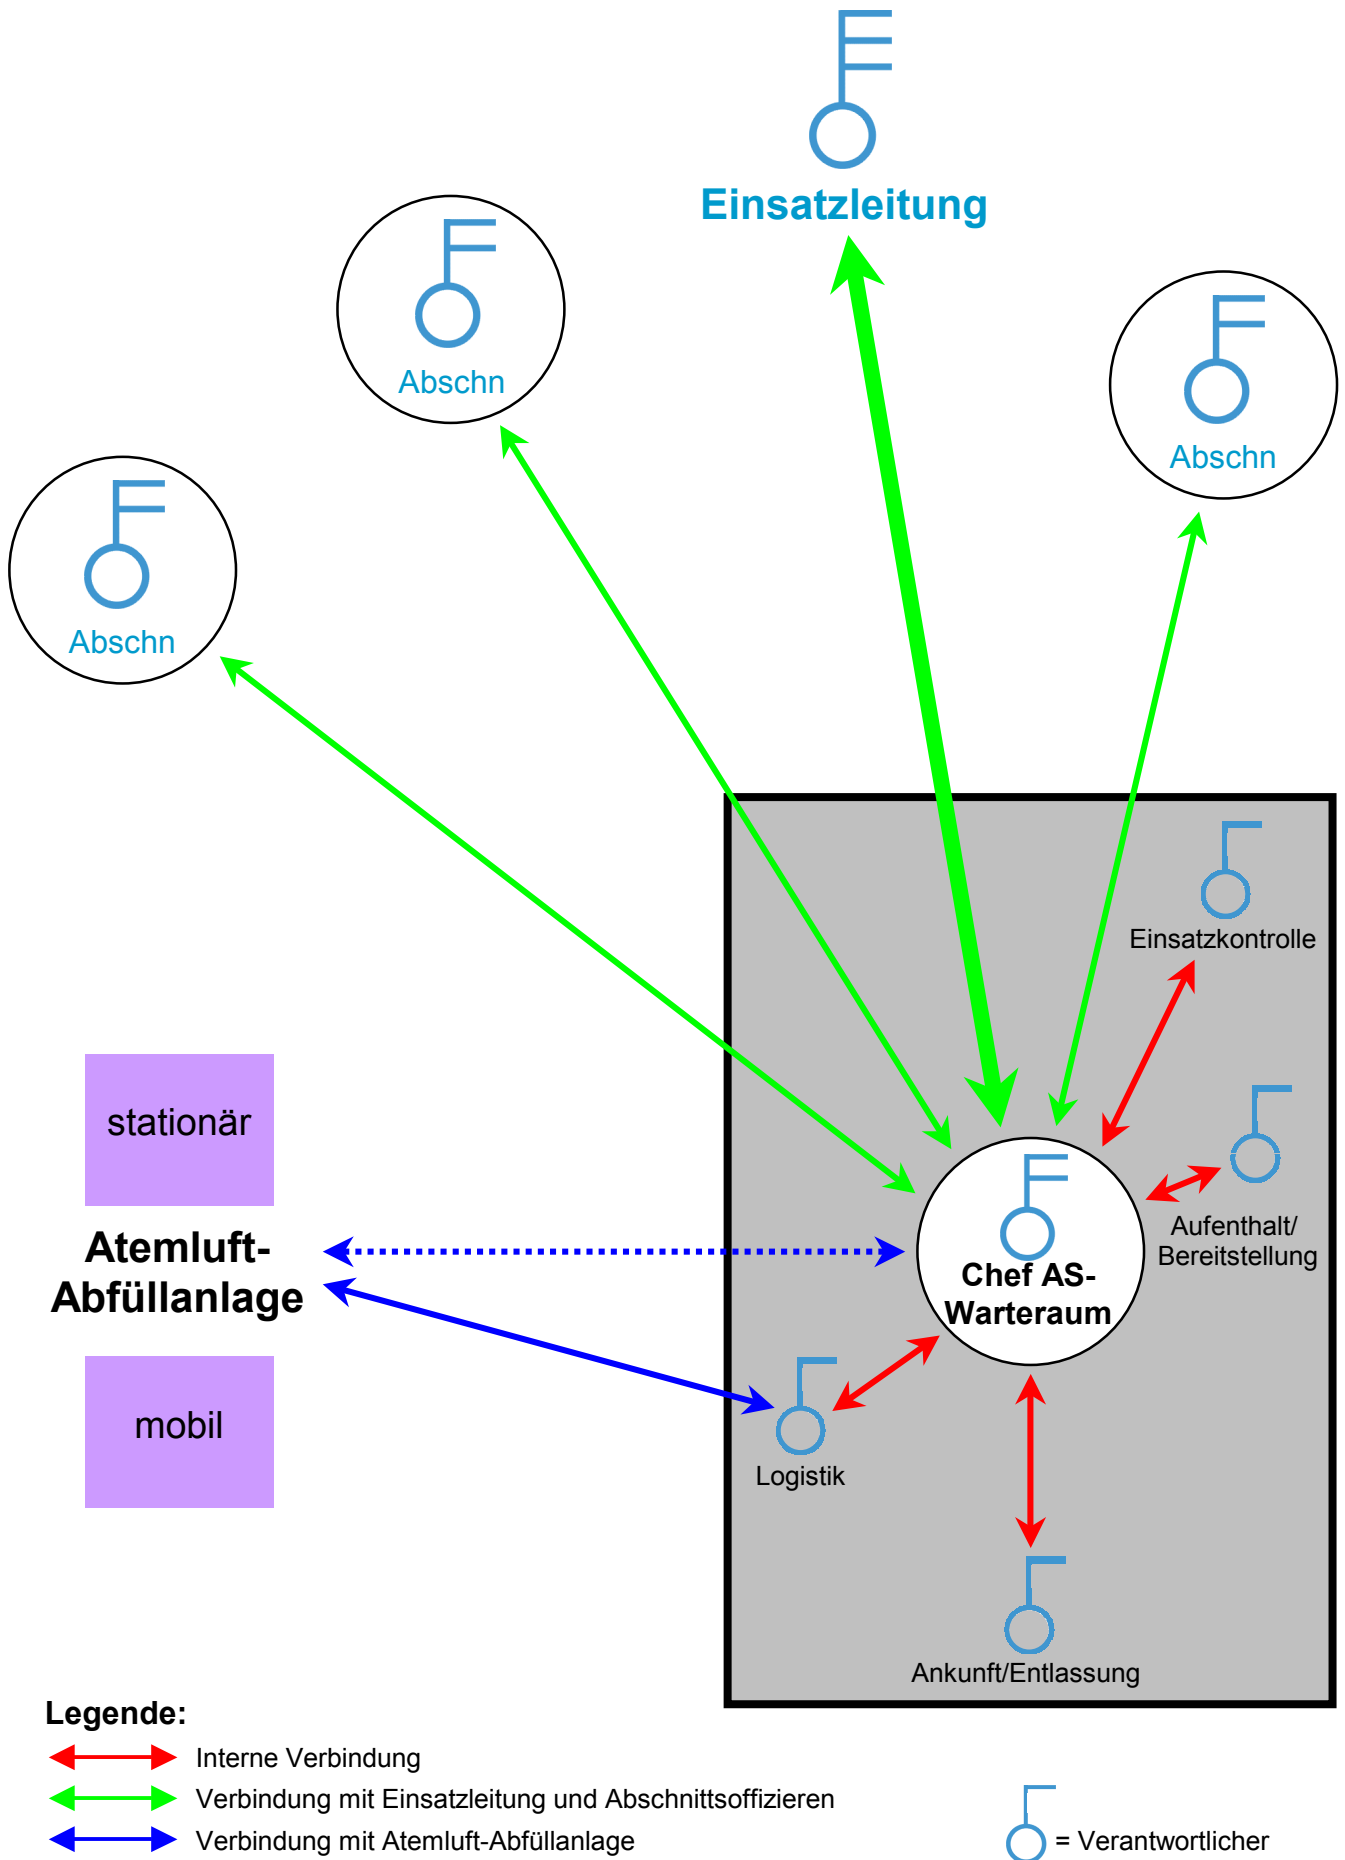 Einsatzleitung
Abschn
Abschn
Abschn
Einsatzkontrolle
stationär
Atemluft-
Abfüllanlage
mobil
Aufenthalt/
Bereitstellung
Chef AS-
Warteraum
Logistik
Ankunft/Entlassung
Legende:
Interne Verbindung
Verbindung mit Einsatzleitung und Abschnittsoffizieren
Verbindung mit Atemluft-Abfüllanlage
= Verantwortlicher